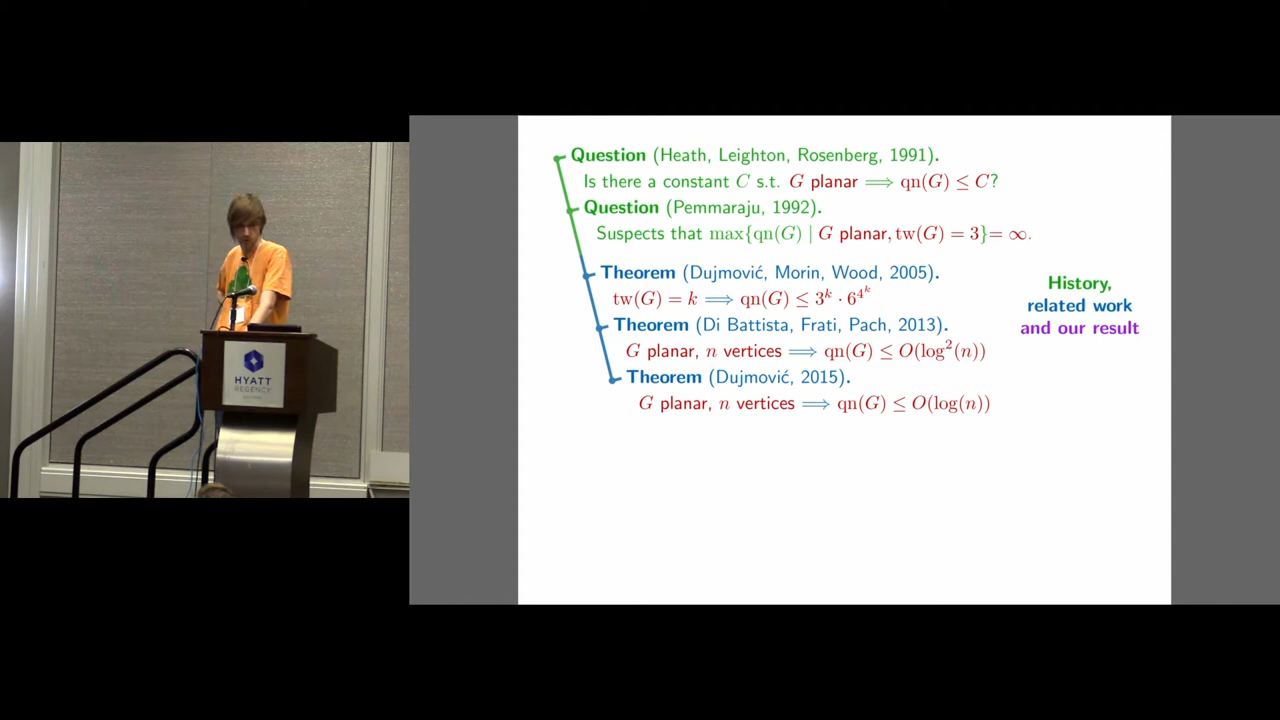 Question (Heath, Leighton, Rosenberg, 1991).
Is there a constant C s.t. G planar ⟹ qn(G) ≤ C?
Question (Pemmaraju, 1992).
Suspects that max{qn(G) | G planar, tw(G) = 3} = ∞.
Theorem (Dujmović, Morin, Wood, 2005).
tw(G) = k ⟹ qn(G) ≤ 3^k · 6^{4^k}
Theorem (Di Battista, Frati, Pach, 2013).
G planar, n vertices ⟹ qn(G) ≤ O(log²(n))
Theorem (Dujmović, 2015).
G planar, n vertices ⟹ qn(G) ≤ O(log(n))
History,
related work
and our result
HYATT
REGENCY